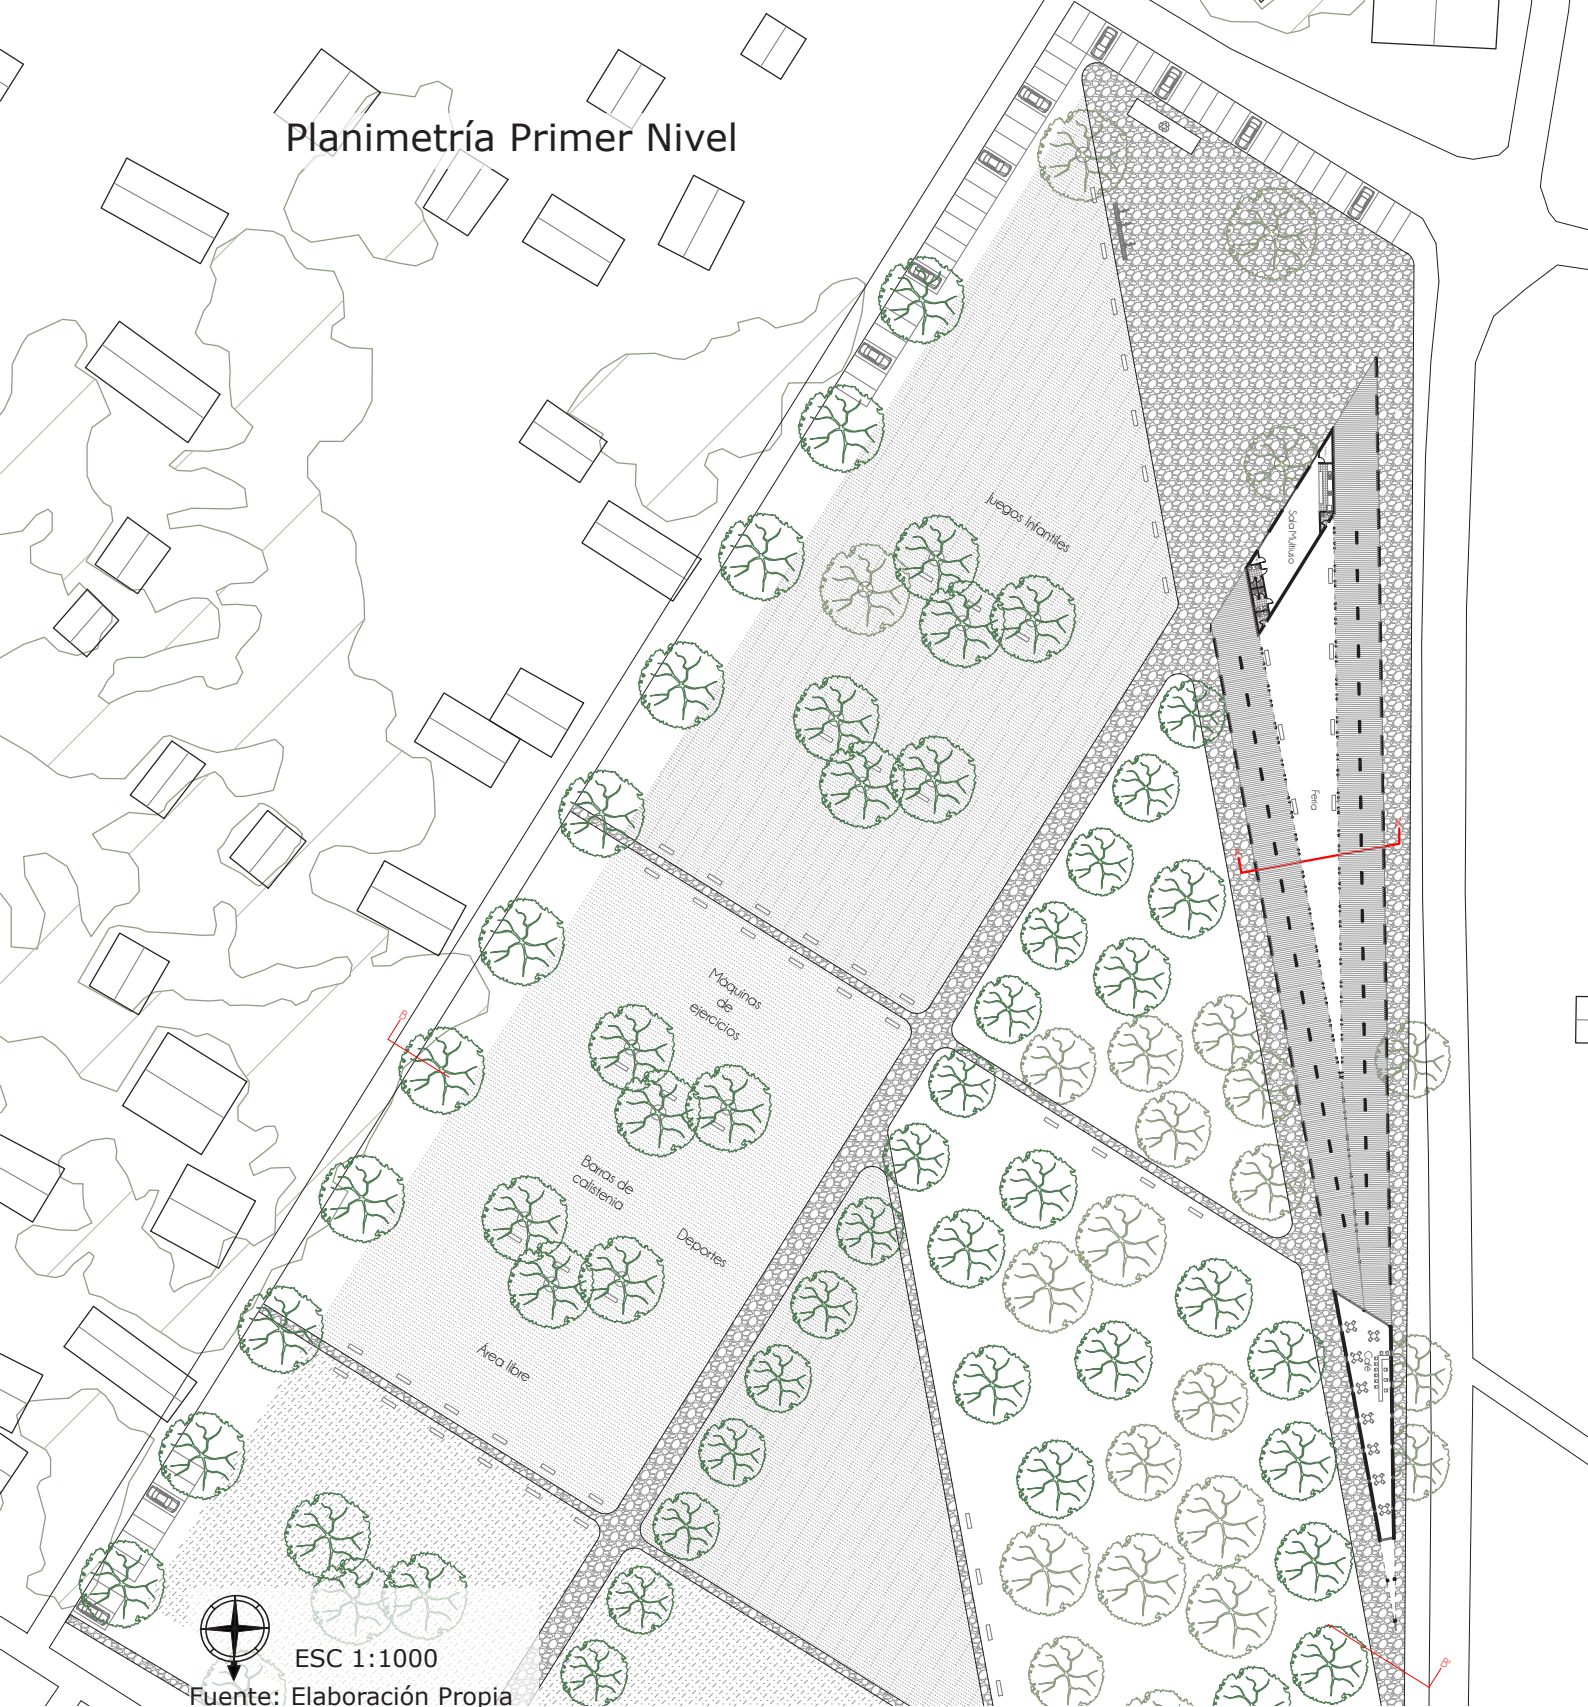 Planimetría Primer Nivel
Juegos Infantiles
Sala Multiuso
Feria
Máquinas
de
ejercicios
B
Barras de
calistenia
Deportes
Área libre
Café
B'
ESC 1:1000
Fuente: Elaboración Propia